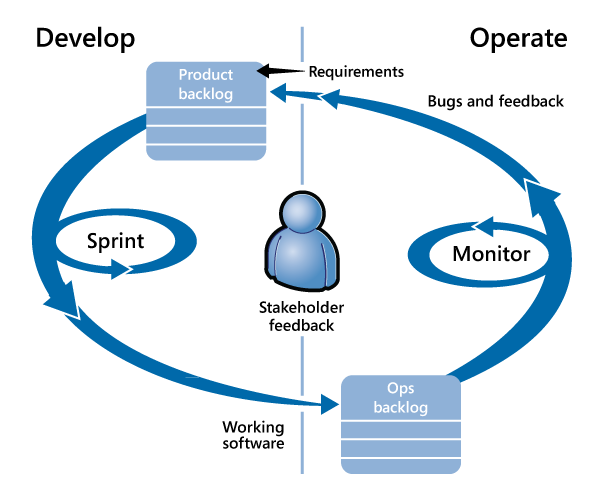 Develop
Operate
Product
backlog
Requirements
Bugs and feedback
Sprint
Monitor
Stakeholder
feedback
Ops
backlog
Working
software